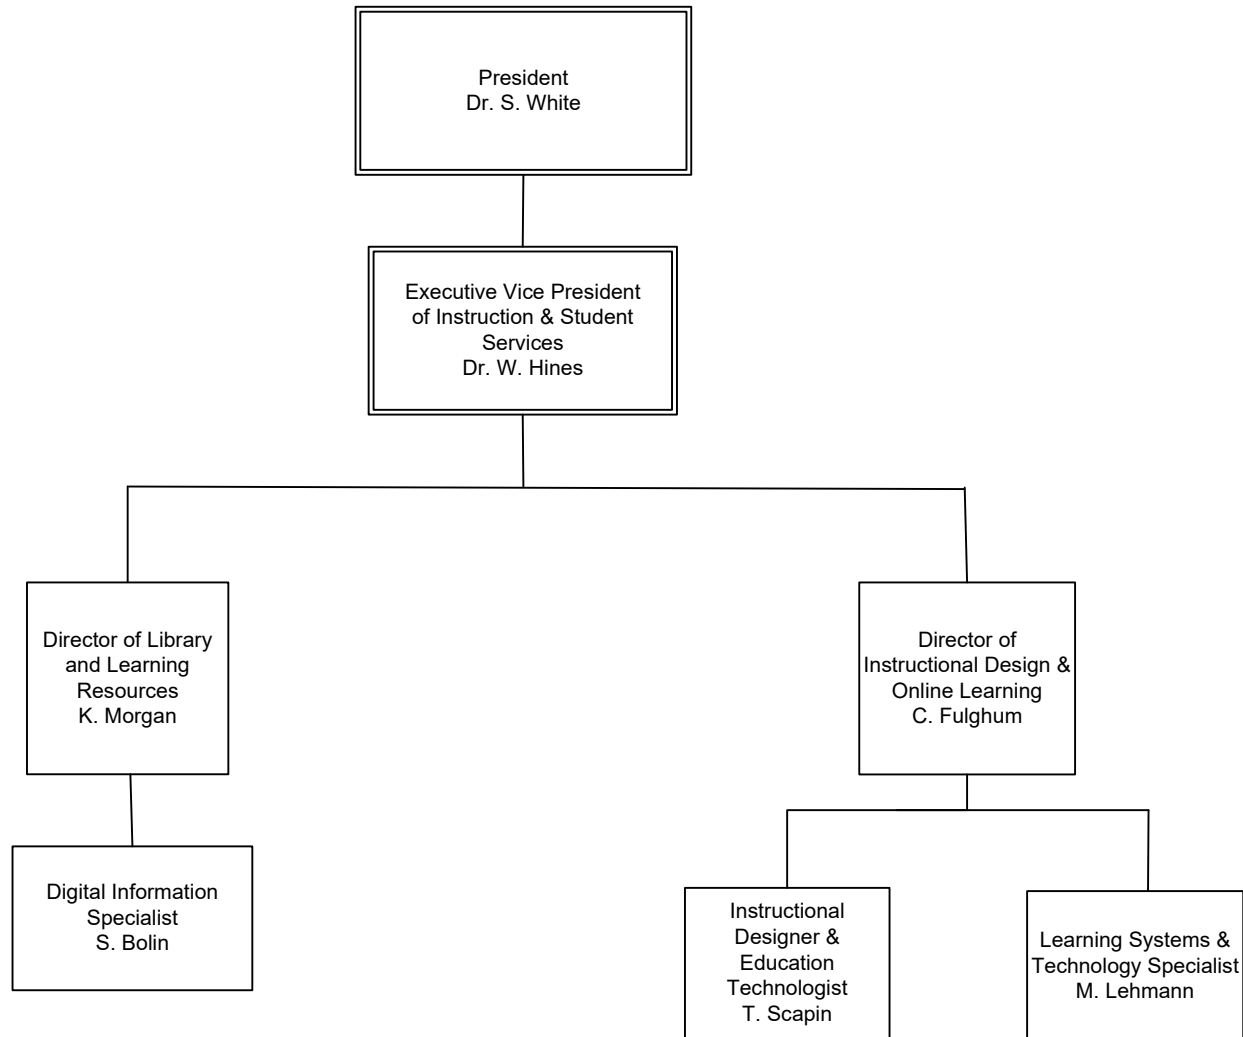 President
Dr. S. White
Executive Vice President
of Instruction & Student
Services
Dr. W. Hines
Director of Library
and Learning
Resources
K. Morgan
Director of
Instructional Design &
Online Learning
C. Fulghum
Digital Information
Specialist
S. Bolin
Instructional
Designer &
Education
Technologist
T. Scapin
Learning Systems &
Technology Specialist
M. Lehmann